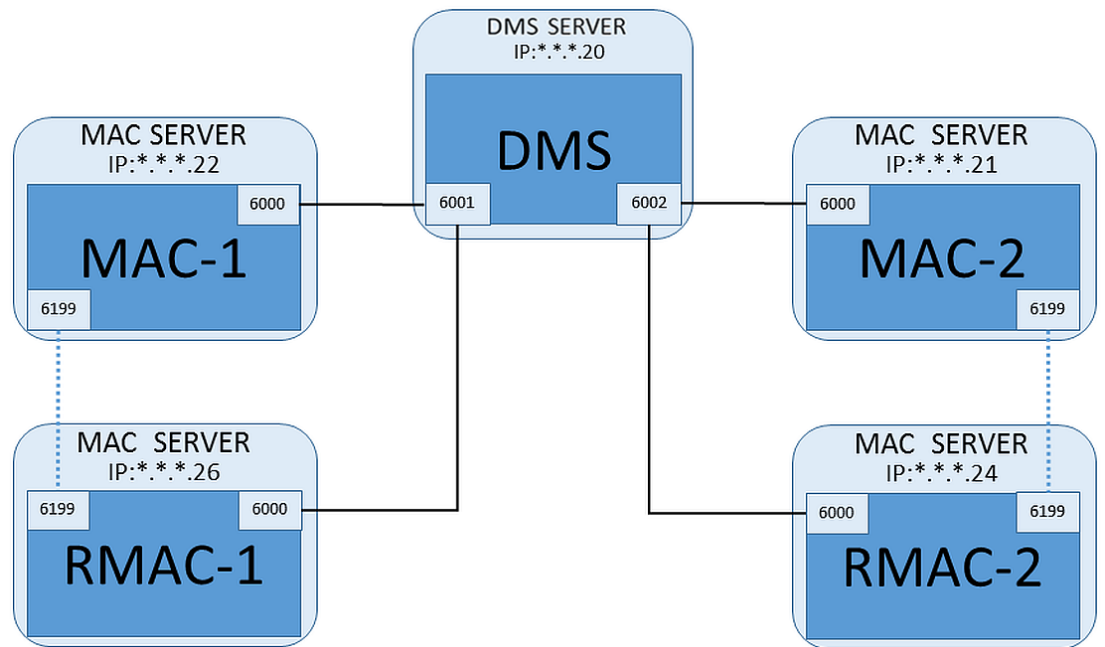 DMS SERVER
IP:*.*.*.20
DMS
6001
6002
MAC SERVER
IP:*.*.*.22
6000
MAC-1
6199
MAC SERVER
IP:*.*.*.21
6000
MAC-2
6199
MAC SERVER
IP:*.*.*.26
6199
6000
RMAC-1
MAC SERVER
IP:*.*.*.24
6000
6199
RMAC-2